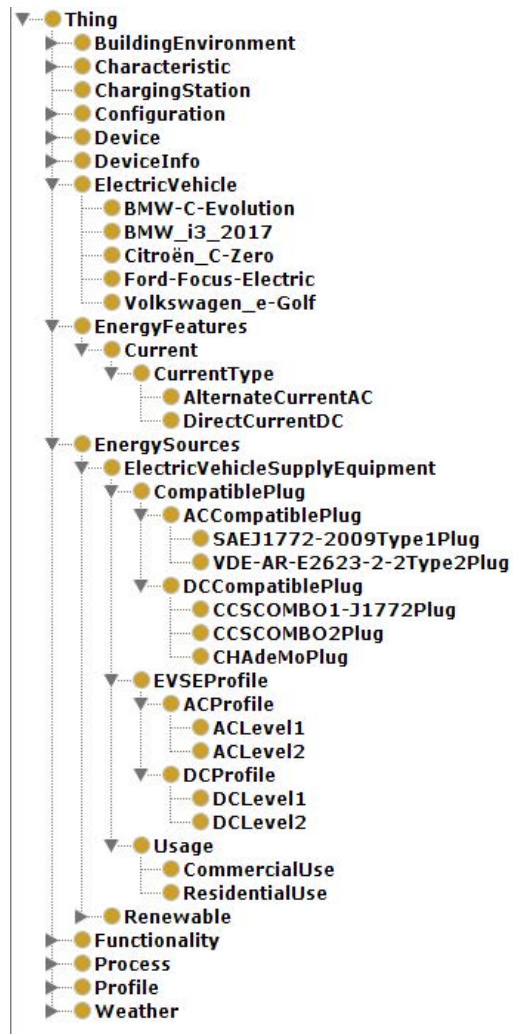 Thing
BuildingEnvironment
Characteristic
ChargingStation
Configuration
Device
DeviceInfo
ElectricVehicle
BMW-C-Evolution
BMW_i3_2017
Citroën_C-Zero
Ford-Focus-Electric
Volkswagen_e-Golf
EnergyFeatures
Current
CurrentType
AlternateCurrentAC
DirectCurrentDC
EnergySources
ElectricVehicleSupplyEquipment
CompatiblePlug
ACCompatiblePlug
SAEJ1772-2009Type1Plug
VDE-AR-E2623-2-2Type2Plug
DCCompatiblePlug
CCSCOMBO1-J1772Plug
CCSCOMBO2Plug
CHAdeMoPlug
EVSEProfile
ACProfile
ACLevel1
ACLevel2
DCProfile
DCLevel1
DCLevel2
Usage
CommercialUse
ResidentialUse
Renewable
Functionality
Process
Profile
Weather